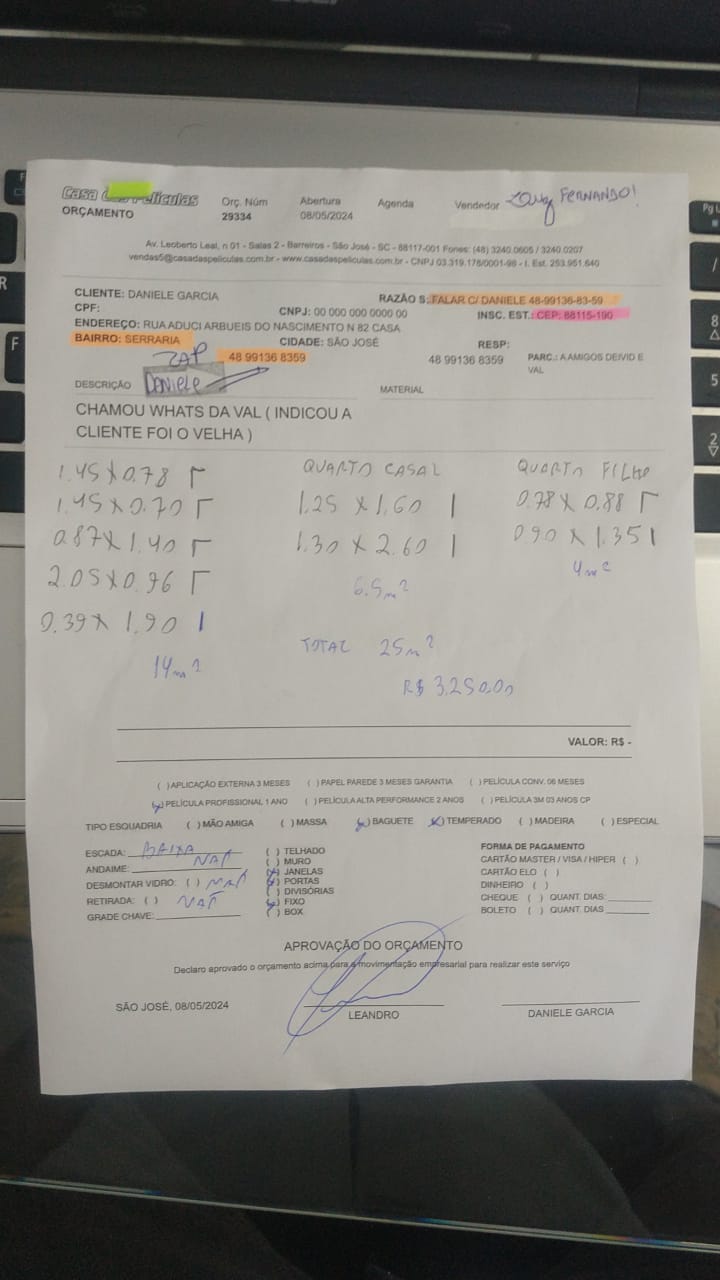 Casa das Películas
ORÇAMENTO
Orç. Núm
29334
Abertura
08/05/2024
Agenda
Vendedor
FERNANDO!
Av. Leoberto Leal, n 01 - Salas 2 - Barreiros - São José - SC - 88117-001 Fones: (48) 3240.0605 / 3240.0207
vendas5@casadaspeliculas.com.br - www.casadaspeliculas.com.br - CNPJ 03.319.178/0001-98 - I. Est. 253.951.640
CLIENTE: DANIELE GARCIA
RAZÃO S: FALAR C/ DANIELE 48-99136-83-59
CPF:
CNPJ: 00 000 000 0000 00
INSC. EST.: CEP: 88115-190
ENDEREÇO: RUA ADUCI ARBUEIS DO NASCIMENTO N 82 CASA
BAIRRO: SERRARIA
CIDADE: SÃO JOSÉ
RESP:
ZAP
48 99136 8359
48 99136 8359
PARC.: A AMIGOS DEIVID E
VAL
DESCRIÇÃO
Daniele
MATERIAL
CHAMOU WHATS DA VAL ( INDICOU A
CLIENTE FOI O VELHA )
1.45 X 0.78
1.45 X 0.70
0.87 X 1.40
2.05 X 0.96
0.39 X 1.90
14m²
QUARTO CASAL
1.25 X 1.60
1.30 X 2.60
6.5m²
QUARTO FILHO
0.78 X 0.88
0.90 X 1.35
4m²
TOTAL 25m²
R$ 3.250,00
VALOR: R$ -
( ) APLICAÇÃO EXTERNA 3 MESES ( ) PAPEL PAREDE 3 MESES GARANTIA ( ) PELÍCULA CONV. 06 MESES
(x) PELÍCULA PROFISSIONAL 1 ANO ( ) PELÍCULA ALTA PERFORMANCE 2 ANOS ( ) PELÍCULA 3M 03 ANOS CP
TIPO ESQUADRIA ( ) MÃO AMIGA ( ) MASSA (x) BAGUETE (x) TEMPERADO ( ) MADEIRA ( ) ESPECIAL
ESCADA: BAIXA
ANDAIME: NAT
DESMONTAR VIDRO: ( ) NAT
RETIRADA: ( ) NAT
GRADE CHAVE:
( ) TELHADO
( ) MURO
(x) JANELAS
(x) PORTAS
( ) DIVISÓRIAS
(x) FIXO
( ) BOX
FORMA DE PAGAMENTO
CARTÃO MASTER / VISA / HIPER ( )
CARTÃO ELO ( )
DINHEIRO ( )
CHEQUE ( ) QUANT. DIAS:
BOLETO ( ) QUANT. DIAS
APROVAÇÃO DO ORÇAMENTO
Declaro aprovado o orçamento acima para a movimentação empresarial para realizar este serviço
SÃO JOSÉ, 08/05/2024
LEANDRO
DANIELE GARCIA